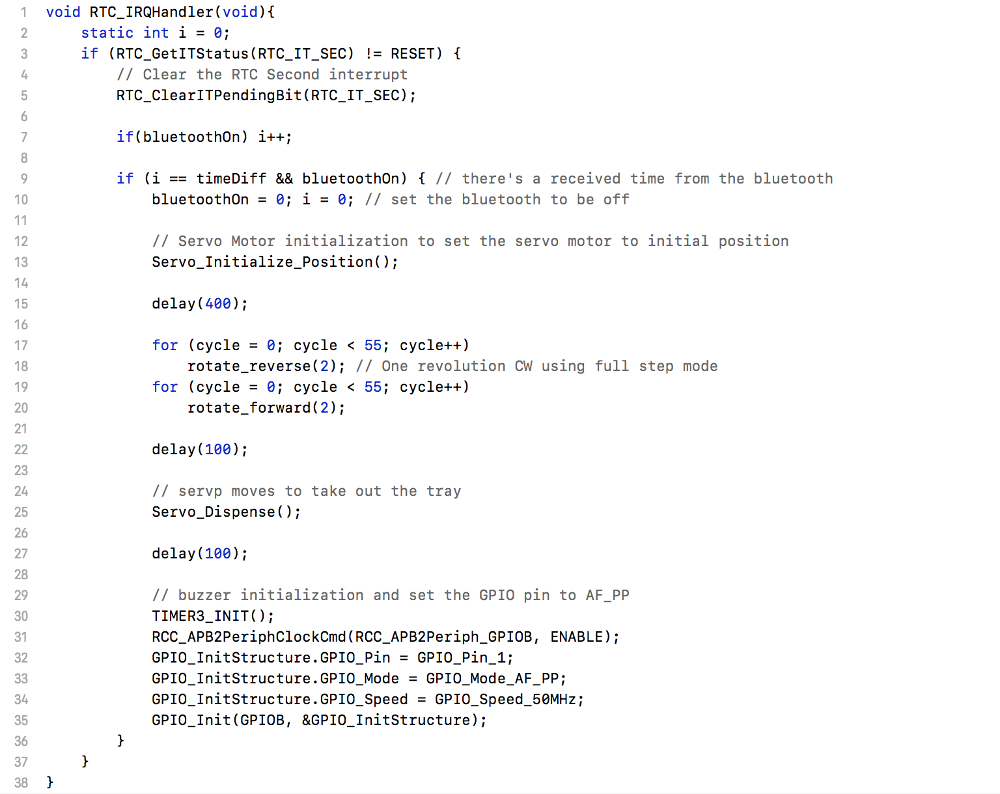 1 void RTC_IRQHandler(void){
2 static int i = 0;
3 if (RTC_GetITStatus(RTC_IT_SEC) != RESET) {
4 // Clear the RTC Second interrupt
5 RTC_ClearITPendingBit(RTC_IT_SEC);
6
7 if(bluetoothOn) i++;
8
9 if (i == timeDiff && bluetoothOn) { // there's a received time from the bluetooth
10 bluetoothOn = 0; i = 0; // set the bluetooth to be off
11
12 // Servo Motor initialization to set the servo motor to initial position
13 Servo_Initialize_Position();
14
15 delay(400);
16
17 for (cycle = 0; cycle < 55; cycle++)
18 rotate_reverse(2); // One revolution CW using full step mode
19 for (cycle = 0; cycle < 55; cycle++)
20 rotate_forward(2);
21
22 delay(100);
23
24 // servp moves to take out the tray
25 Servo_Dispense();
26
27 delay(100);
28
29 // buzzer initialization and set the GPIO pin to AF_PP
30 TIMER3_INIT();
31 RCC_APB2PeriphClockCmd(RCC_APB2Periph_GPIOB, ENABLE);
32 GPIO_InitStructure.GPIO_Pin = GPIO_Pin_1;
33 GPIO_InitStructure.GPIO_Mode = GPIO_Mode_AF_PP;
34 GPIO_InitStructure.GPIO_Speed = GPIO_Speed_50MHz;
35 GPIO_Init(GPIOB, &GPIO_InitStructure);
36 }
37 }
38 }